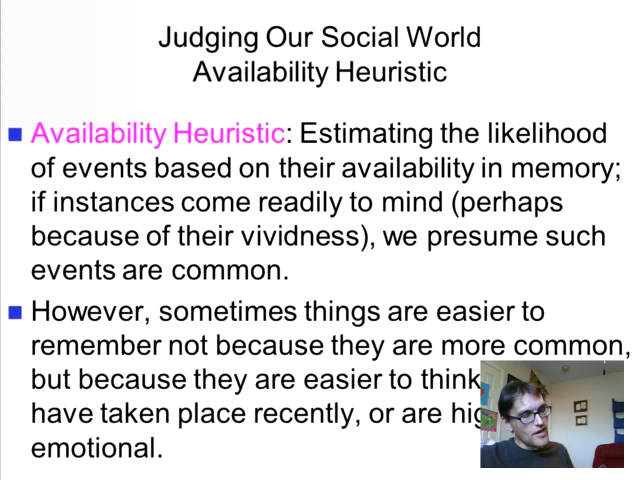 Judging Our Social World
Availability Heuristic
Availability Heuristic: Estimating the likelihood
of events based on their availability in memory;
if instances come readily to mind (perhaps
because of their vividness), we presume such
events are common.
However, sometimes things are easier to
remember not because they are more common,
but because they are easier to think
have taken place recently, or are
emotional.